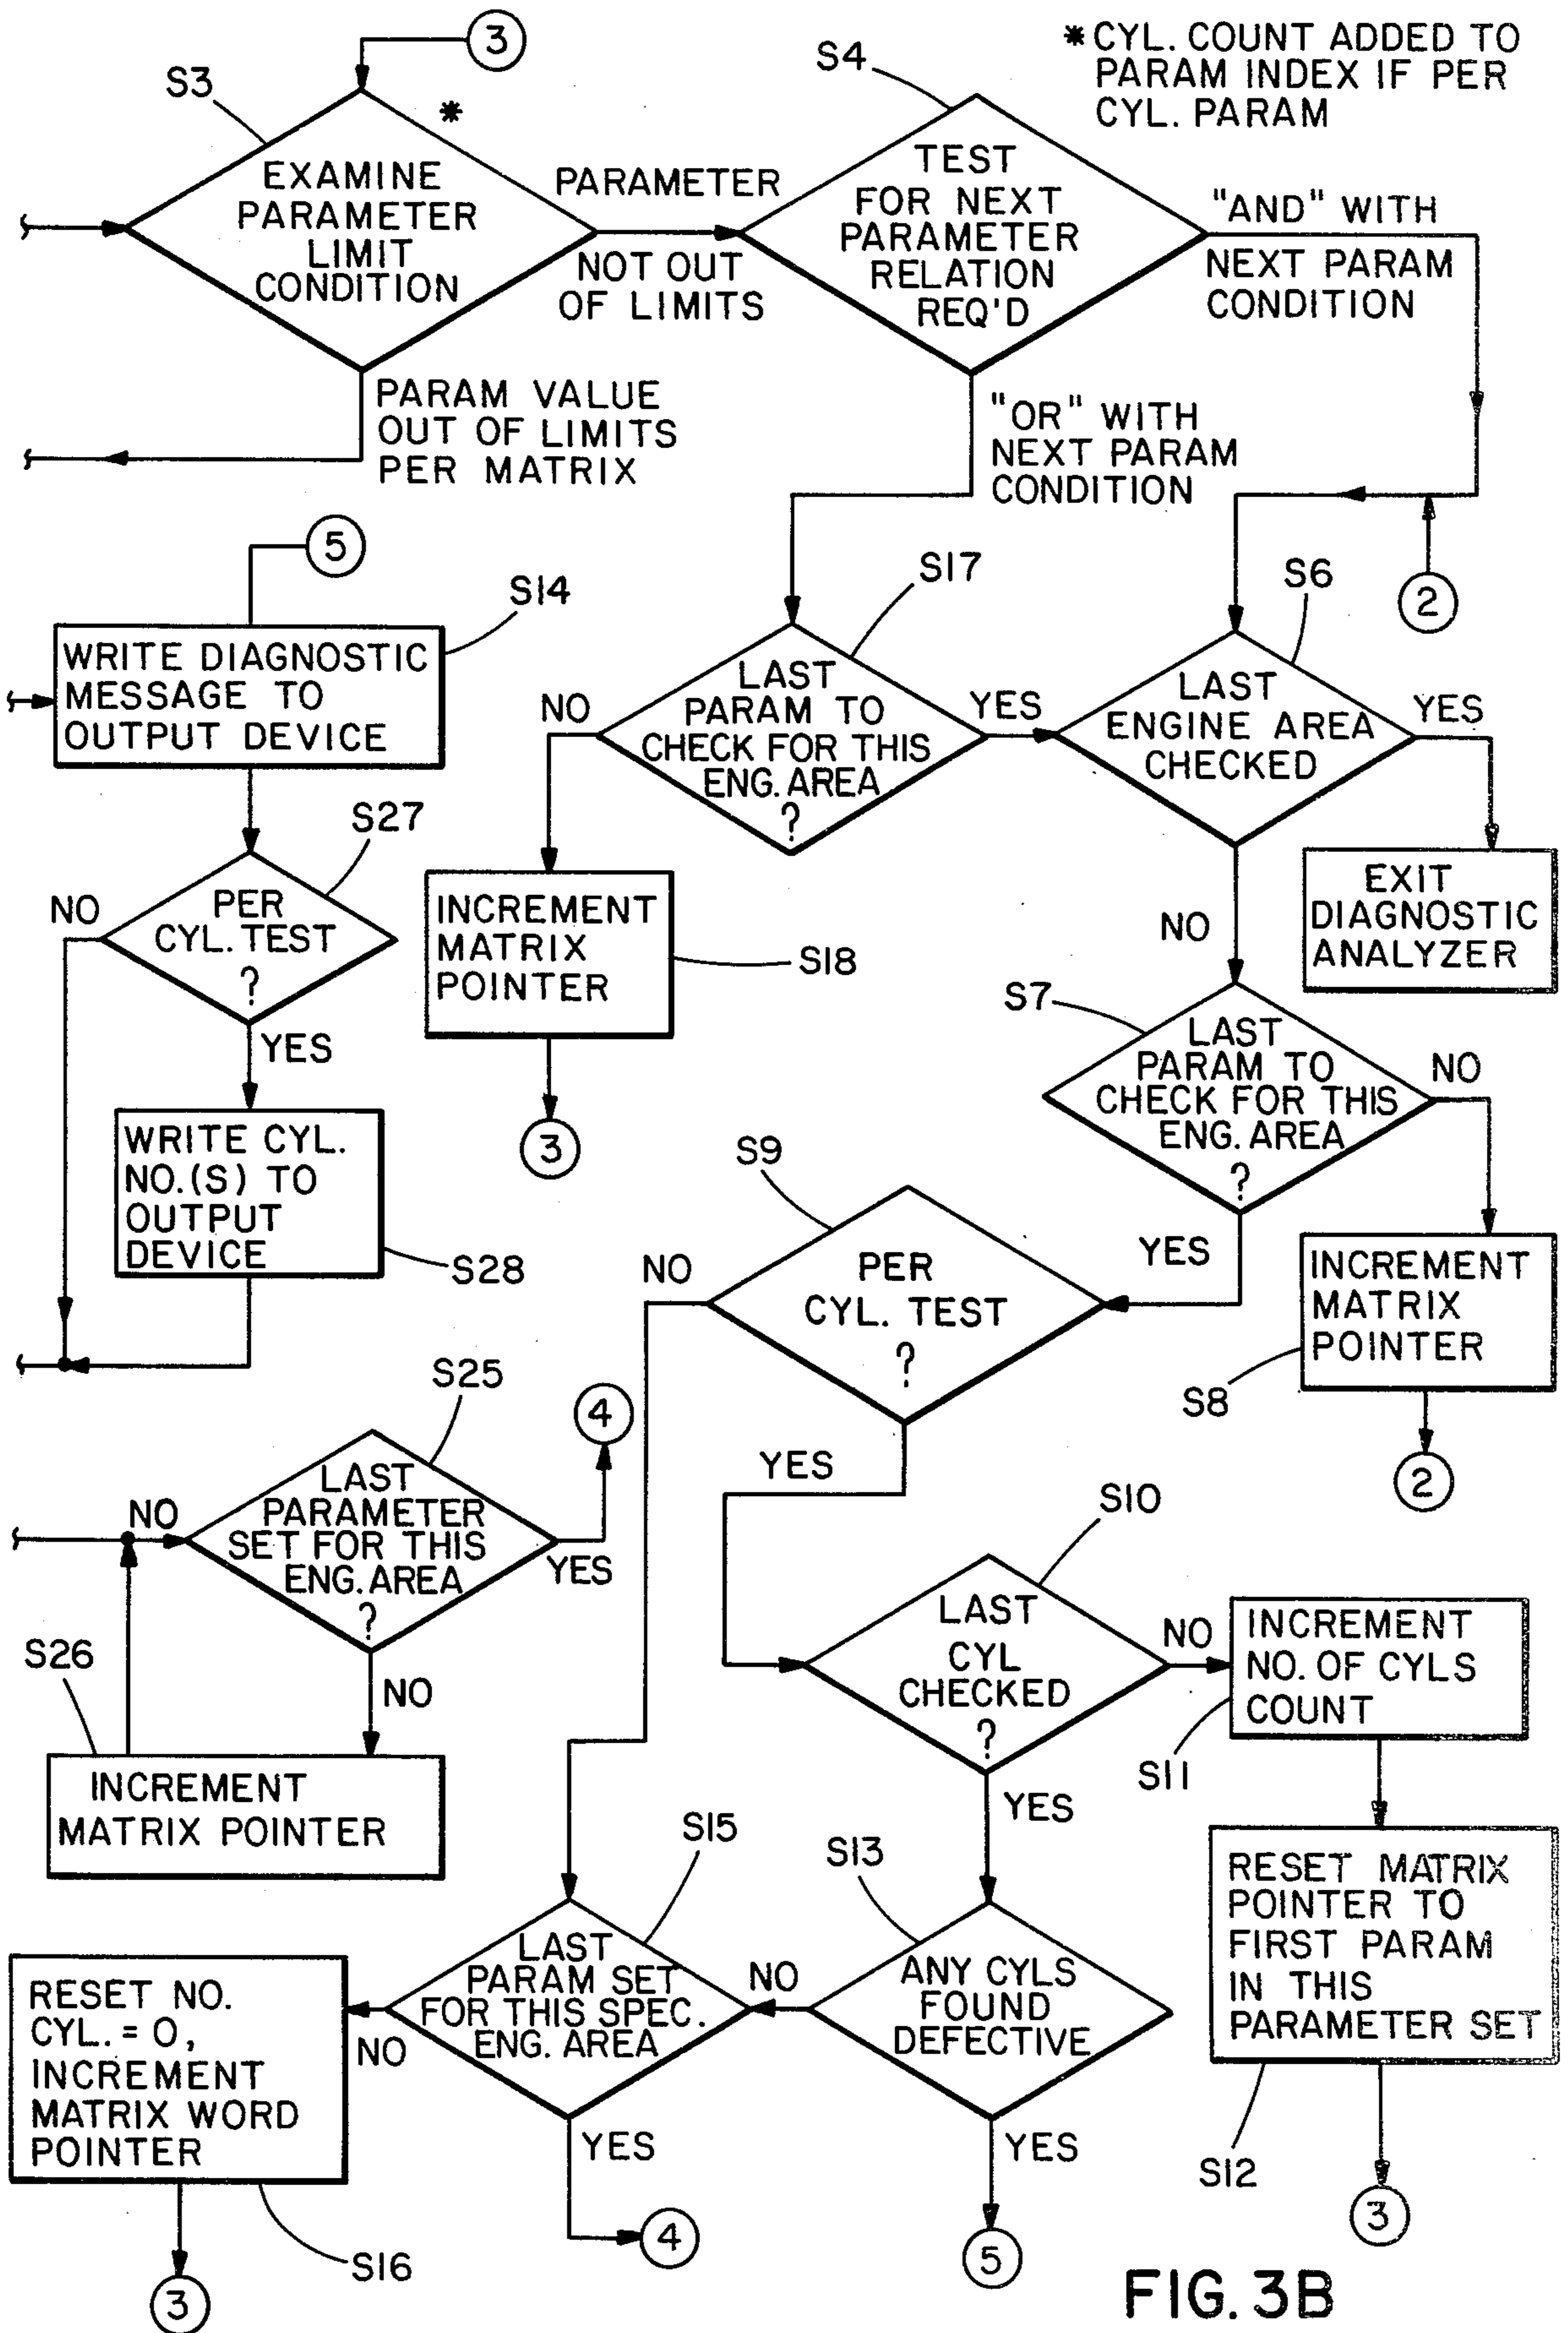 3
* CYL. COUNT ADDED TO
PARAM INDEX IF PER
CYL. PARAM
S3
*
EXAMINE
PARAMETER
LIMIT
CONDITION
PARAMETER
NOT OUT
OF LIMITS
S4
TEST
FOR NEXT
PARAMETER
RELATION
REQ'D
"AND" WITH
NEXT PARAM
CONDITION
PARAM VALUE
OUT OF LIMITS
PER MATRIX
"OR" WITH
NEXT PARAM
CONDITION
5
S14
WRITE DIAGNOSTIC
MESSAGE TO
OUTPUT DEVICE
S17
LAST
PARAM TO
CHECK FOR THIS
ENG. AREA
?
NO
YES
S6
2
LAST
ENGINE AREA
CHECKED
YES
NO
EXIT
DIAGNOSTIC
ANALYZER
S27
PER
CYL. TEST
?
NO
YES
INCREMENT
MATRIX
POINTER
S18
3
S7
LAST
PARAM TO
CHECK FOR THIS
ENG. AREA
?
NO
YES
WRITE CYL.
NO.(S) TO
OUTPUT
DEVICE
S28
S9
PER
CYL. TEST
?
NO
YES
INCREMENT
MATRIX
POINTER
S8
2
S25
4
NO
LAST
PARAMETER
SET FOR THIS
ENG. AREA
?
YES
NO
S26
INCREMENT
MATRIX POINTER
S10
LAST
CYL
CHECKED
?
NO
YES
INCREMENT
NO. OF CYLS
COUNT
S11
S15
LAST
PARAM SET
FOR THIS SPEC.
ENG. AREA
NO
YES
4
S13
ANY CYLS
FOUND
DEFECTIVE
NO
YES
5
RESET MATRIX
POINTER TO
FIRST PARAM
IN THIS
PARAMETER SET
S12
3
RESET NO.
CYL. = 0,
INCREMENT
MATRIX WORD
POINTER
S16
3
FIG. 3B